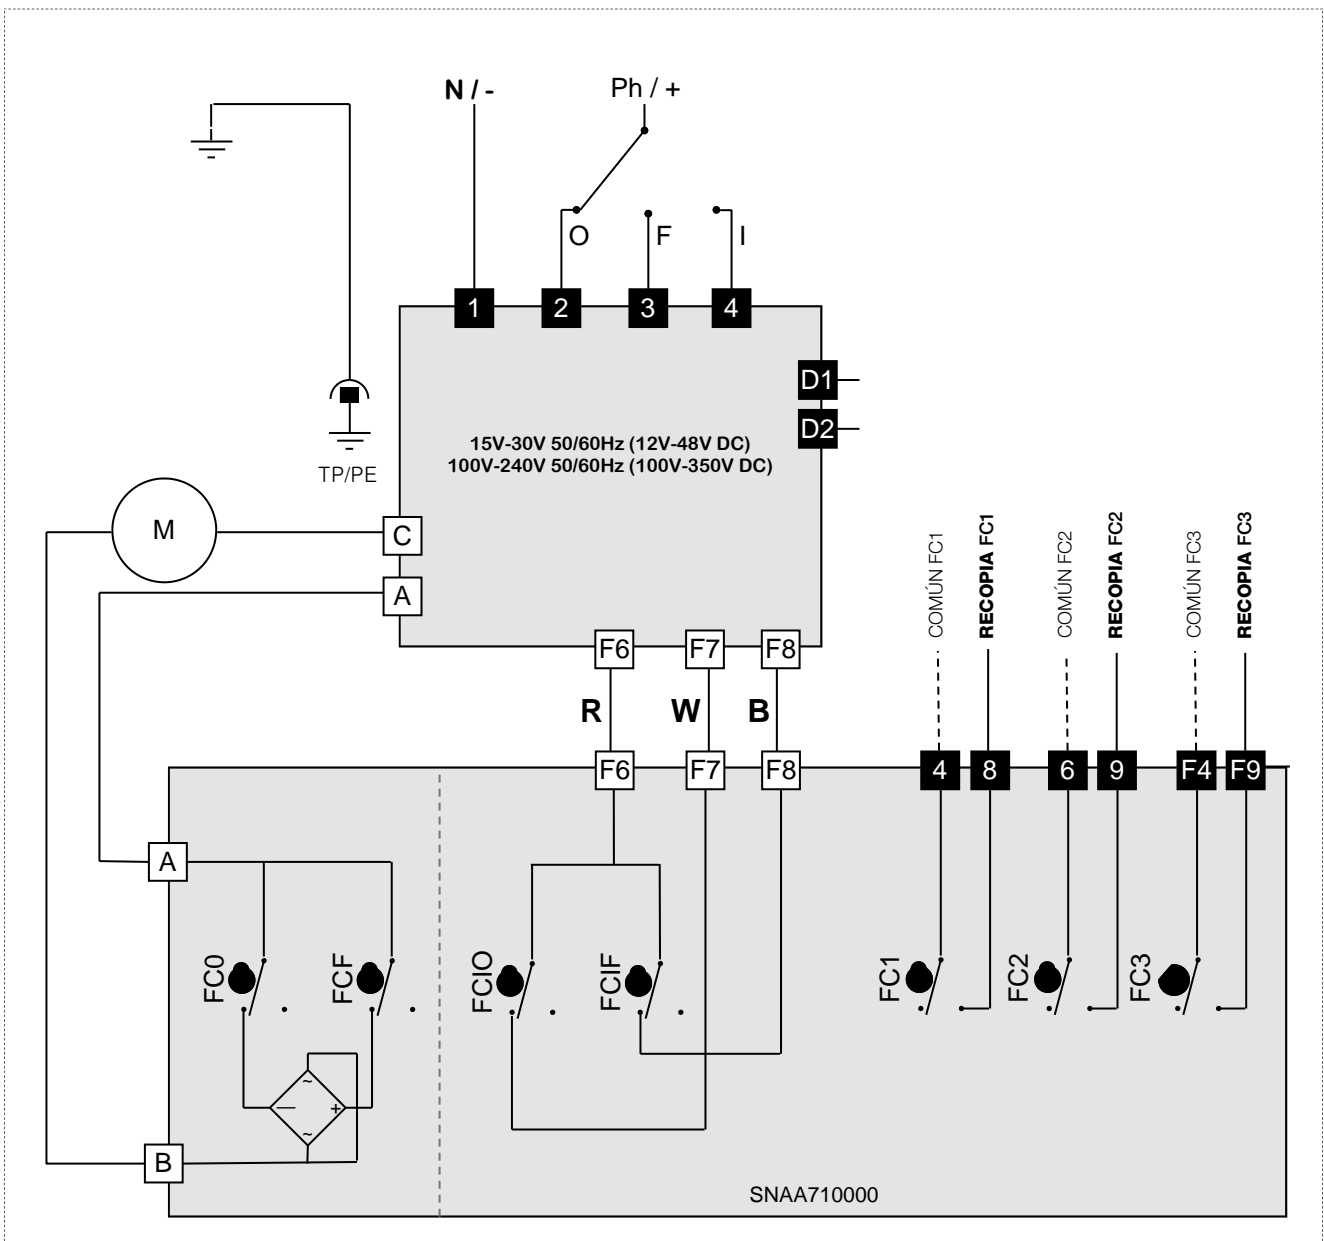 N / -
Ph / +
O
F
I
1
2
3
4
D1
D2
15V-30V 50/60Hz (12V-48V DC)
100V-240V 50/60Hz (100V-350V DC)
TP/PE
M
C
A
F6
F7
F8
R
W
B
COMÚN FC1
RECOPIA FC1
COMÚN FC2
RECOPIA FC2
COMÚN FC3
RECOPIA FC3
F6
F7
F8
4
8
6
9
F4
F9
A
FC0
FCF
FCIO
FCIF
FC1
FC2
FC3
~
— +
~
B
SNAA710000